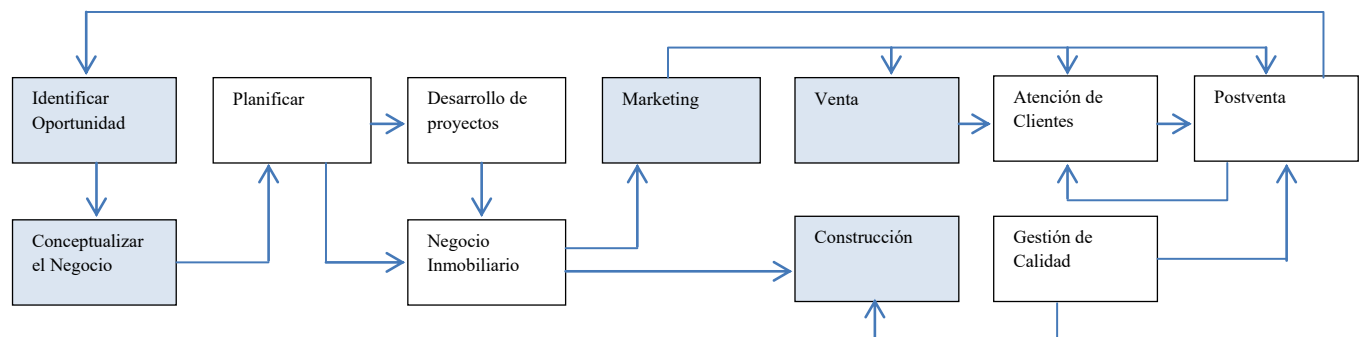 Identificar
Oportunidad
Planificar
Desarrollo de
proyectos
Marketing
Venta
Atención de
Clientes
Postventa
Conceptualizar
el Negocio
Negocio
Inmobiliario
Construcción
Gestión de
Calidad